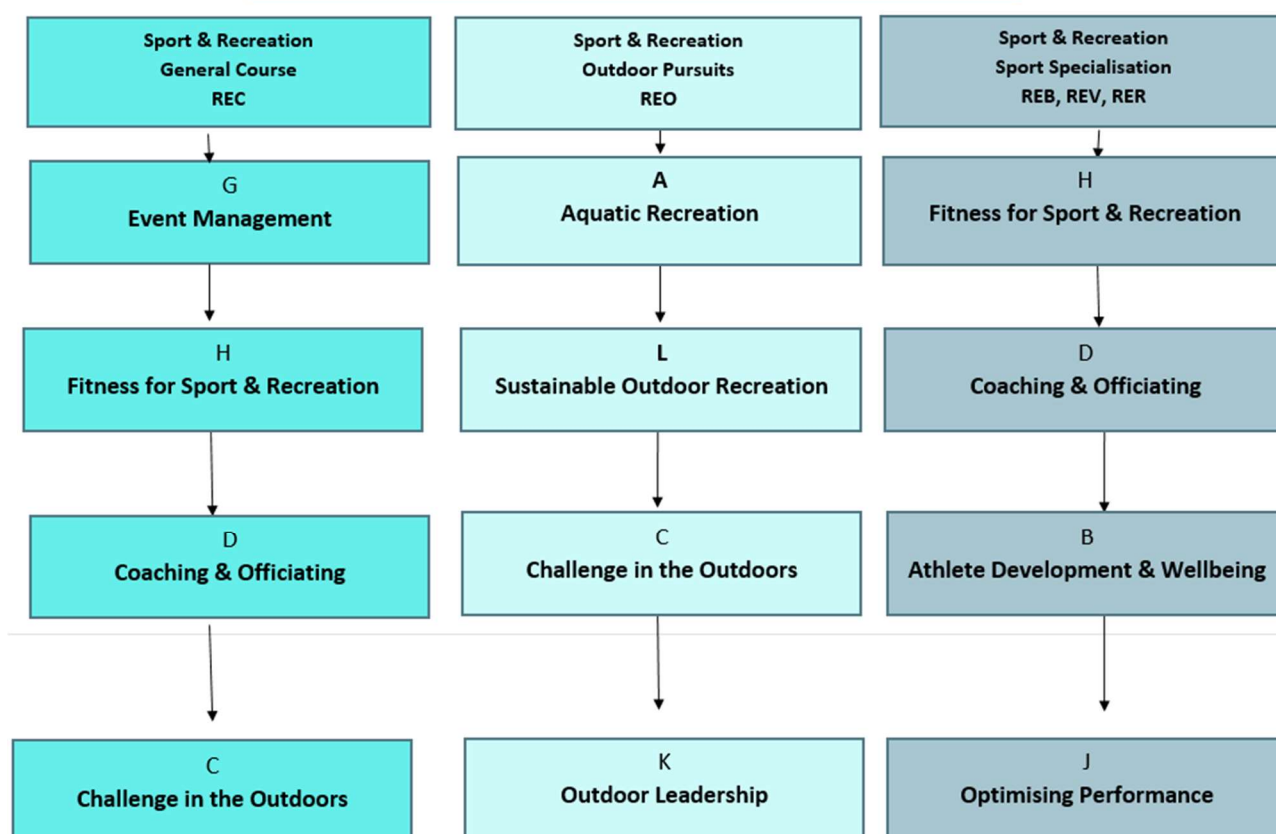 Sport & Recreation
General Course
REC
Sport & Recreation
Outdoor Pursuits
REO
Sport & Recreation
Sport Specialisation
REB, REV, RER
G
Event Management
A
Aquatic Recreation
H
Fitness for Sport & Recreation
H
Fitness for Sport & Recreation
L
Sustainable Outdoor Recreation
D
Coaching & Officiating
D
Coaching & Officiating
C
Challenge in the Outdoors
B
Athlete Development & Wellbeing
C
Challenge in the Outdoors
K
Outdoor Leadership
J
Optimising Performance